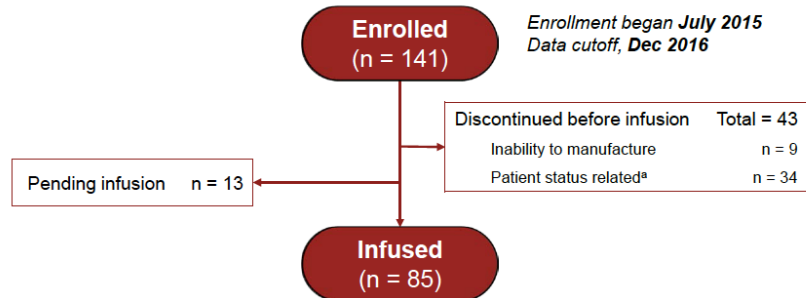 Enrolled
(n = 141)
Enrollment began July 2015
Data cutoff, Dec 2016
Discontinued before infusion Total = 43
Inability to manufacture n = 9
Patient status relatedᵃ n = 34
Pending infusion n = 13
Infused
(n = 85)